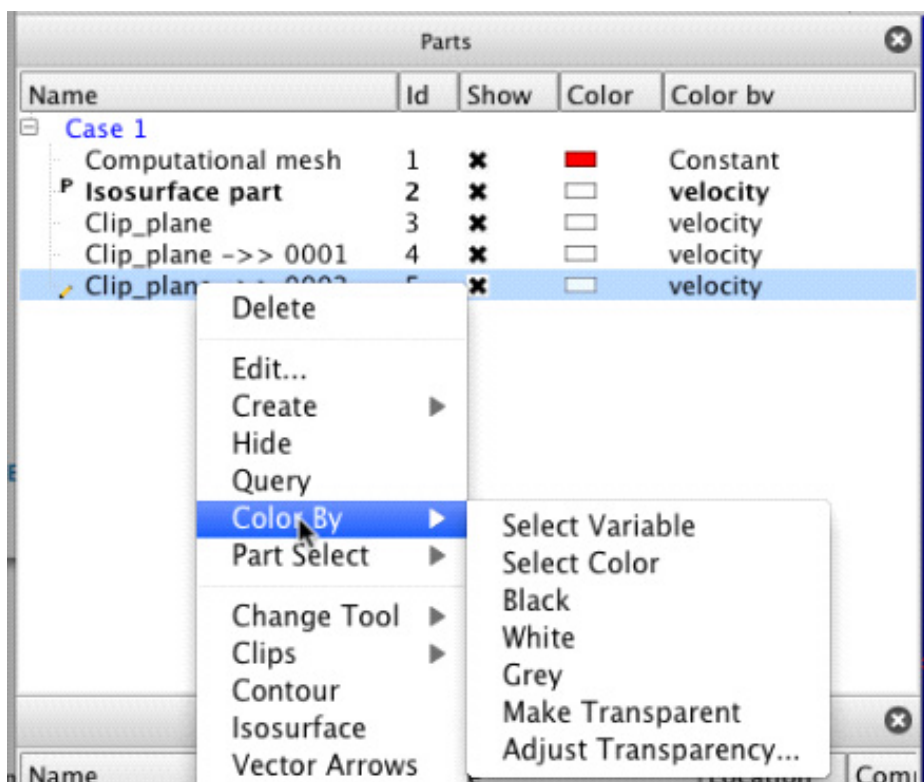 Parts
Name Id Show Color Color by
Case 1
Computational mesh 1 Constant
P Isosurface part 2 velocity
Clip_plane 3 velocity
Clip_plane ->> 0001 4 velocity
Clip_plane velocity
Delete
Edit...
Create
Hide
Query
Color By
Part Select
Change Tool
Clips
Contour
Isosurface
Vector Arrows
Select Variable
Select Color
Black
White
Grey
Make Transparent
Adjust Transparency...
Name